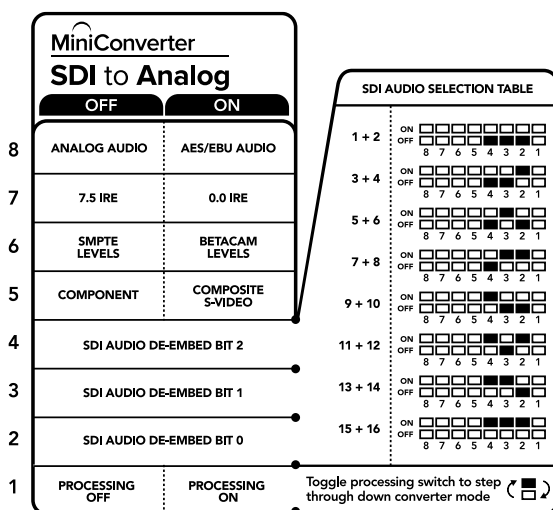 MiniConverter
SDI to Analog
OFF ON
8 ANALOG AUDIO AES/EBU AUDIO
7 7.5 IRE 0.0 IRE
6 SMPTE LEVELS BETACAM LEVELS
5 COMPONENT COMPOSITE S-VIDEO
4 SDI AUDIO DE-EMBED BIT 2
3 SDI AUDIO DE-EMBED BIT 1
2 SDI AUDIO DE-EMBED BIT 0
1 PROCESSING OFF PROCESSING ON
SDI AUDIO SELECTION TABLE
1 + 2 ON OFF
8 7 6 5 4 3 2 1
3 + 4 ON OFF
8 7 6 5 4 3 2 1
5 + 6 ON OFF
8 7 6 5 4 3 2 1
7 + 8 ON OFF
8 7 6 5 4 3 2 1
9 + 10 ON OFF
8 7 6 5 4 3 2 1
11 + 12 ON OFF
8 7 6 5 4 3 2 1
13 + 14 ON OFF
8 7 6 5 4 3 2 1
15 + 16 ON OFF
8 7 6 5 4 3 2 1
Toggle processing switch to step
through down converter mode